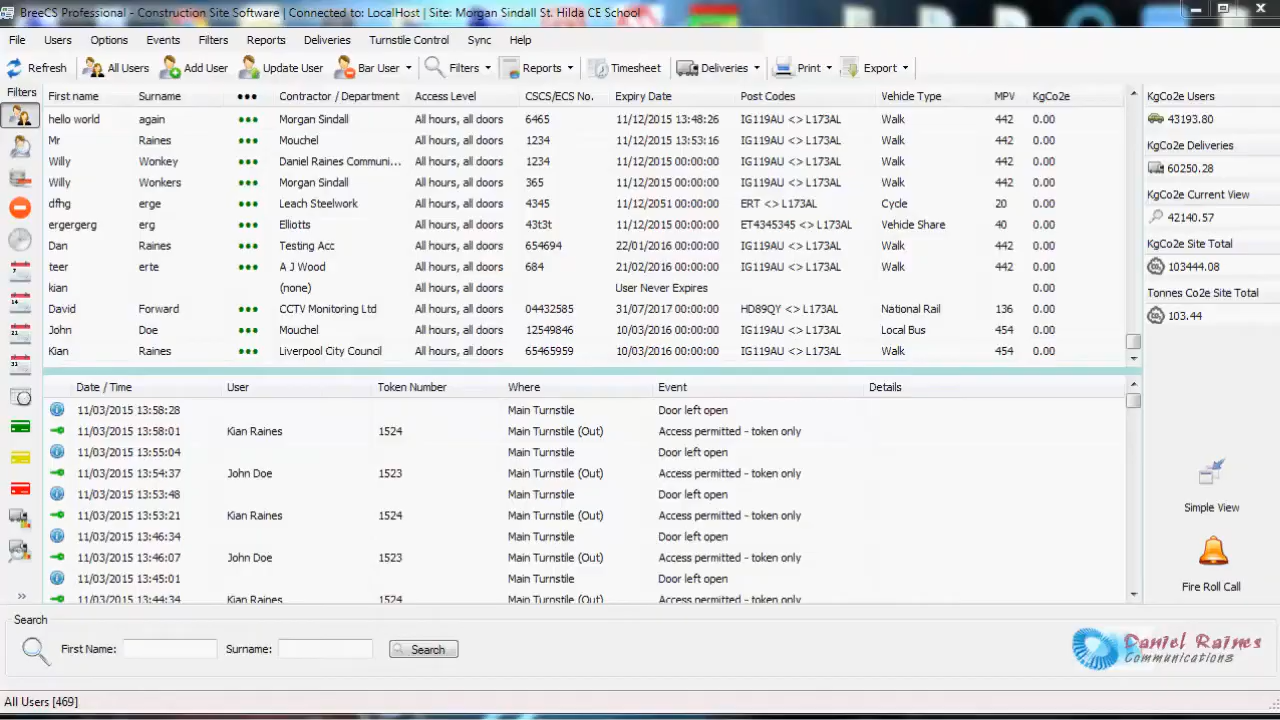 BreeCS Professional - Construction Site Software | Connected to: LocalHost | Site: Morgan Sindall St. Hilda CE School
File Users Options Events Filters Reports Deliveries Turnstile Control Sync Help
Refresh All Users Add User Update User Bar User Filters Reports Timesheet Deliveries Print Export
Filters First name Surname Contractor / Department Access Level CSCS/ECS No. Expiry Date Post Codes Vehicle Type MPV KgCo2e
hello world again Morgan Sindall All hours, all doors 6465 11/12/2015 13:48:26 IG119AU <> L173AL Walk 442 0.00
Mr Raines Mouchel All hours, all doors 1234 11/12/2015 13:53:16 IG119AU <> L173AL Walk 442 0.00
Willy Wonkey Daniel Raines Communi... All hours, all doors 1234 11/12/2015 00:00:00 IG119AU <> L173AL Walk 442 0.00
Willy Wonkers Morgan Sindall All hours, all doors 365 11/12/2015 00:00:00 IG119AU <> L173AL Walk 442 0.00
dfhg erge Leach Steelwork All hours, all doors 4345 11/12/2051 00:00:00 ERT <> L173AL Cycle 20 0.00
ergergerg erg Elliotts All hours, all doors 43t3t 11/12/2015 00:00:00 ET4345345 <> L173AL Vehicle Share 40 0.00
Dan Raines Testing Acc All hours, all doors 654694 22/01/2016 00:00:00 IG119AU <> L173AL Walk 442 0.00
teer erte A J Wood All hours, all doors 684 21/02/2016 00:00:00 IG119AU <> L173AL Walk 442 0.00
kian (none) All hours, all doors User Never Expires 0.00
David Forward CCTV Monitoring Ltd All hours, all doors 04432585 31/07/2017 00:00:00 HD89QY <> L173AL National Rail 136 0.00
John Doe Mouchel All hours, all doors 12549846 10/03/2016 00:00:00 IG119AU <> L173AL Local Bus 454 0.00
Kian Raines Liverpool City Council All hours, all doors 65465959 10/03/2016 00:00:00 IG119AU <> L173AL Walk 454 0.00
KgCo2e Users
43193.80
KgCo2e Deliveries
60250.28
KgCo2e Current View
42140.57
KgCo2e Site Total
103444.08
Tonnes Co2e Site Total
103.44
Date / Time User Token Number Where Event Details
11/03/2015 13:58:28 Main Turnstile Door left open
11/03/2015 13:58:01 Kian Raines 1524 Main Turnstile (Out) Access permitted - token only
11/03/2015 13:55:04 Main Turnstile Door left open
11/03/2015 13:54:37 John Doe 1523 Main Turnstile (Out) Access permitted - token only
11/03/2015 13:53:48 Main Turnstile Door left open
11/03/2015 13:53:21 Kian Raines 1524 Main Turnstile (Out) Access permitted - token only
11/03/2015 13:46:34 Main Turnstile Door left open
11/03/2015 13:46:07 John Doe 1523 Main Turnstile (Out) Access permitted - token only
11/03/2015 13:45:01 Main Turnstile Door left open
11/03/2015 13:44:34 Kian Raines 1524 Main Turnstile (Out) Access permitted - token only
Simple View
Fire Roll Call
Search
First Name: Surname: Search
Daniel Raines
Communications
All Users [469]